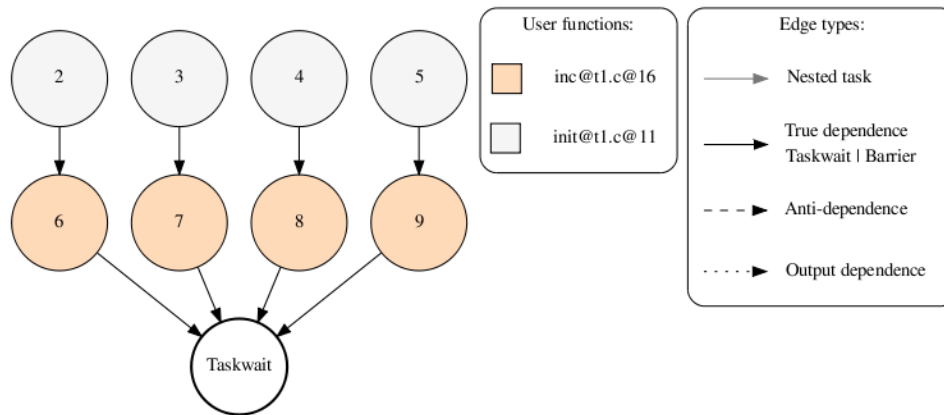 2
3
4
5
6
7
8
9
Taskwait
User functions:
inc@t1.c@16
init@t1.c@11
Edge types:
Nested task
True dependence
Taskwait | Barrier
Anti-dependence
Output dependence